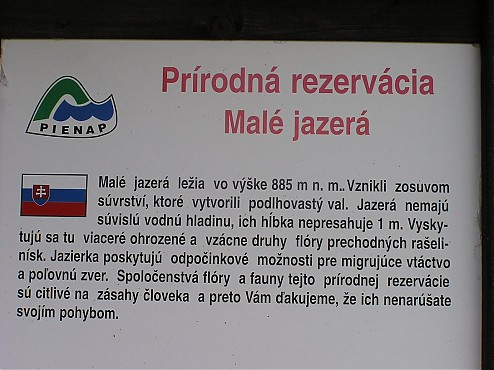 Prírodná rezervácia
Malé jazerá
PIENAP
Malé jazerá ležia vo výške 885 m n. m.. Vznikli zosuvom
súvrství, ktoré vytvorili podlhovastý val. Jazerá nemajú
súvislú vodnú hladinu, ich hĺbka nepresahuje 1 m. Vysky-
tujú sa tu viaceré ohrozené a vzácne druhy flóry prechodných rašeli-
nísk. Jazierka poskytujú odpočinkové možnosti pre migrujúce vtáctvo
a poľovnú zver. Spoločenstvá flóry a fauny tejto prírodnej rezervácie
sú citlivé na zásahy človeka a preto Vám ďakujeme, že ich nenarúšate
svojím pohybom.